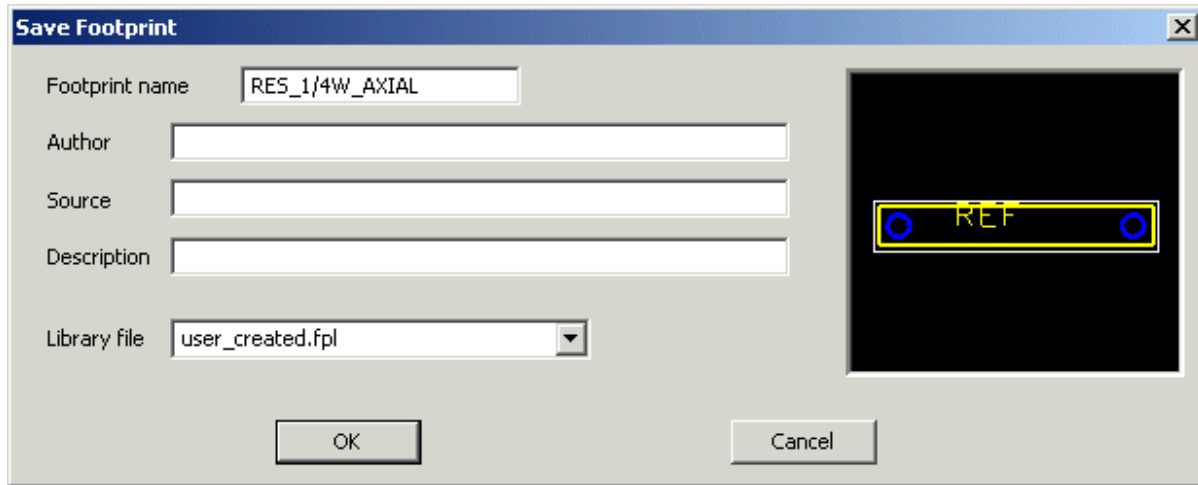 Save Footprint
Footprint name RES_1/4W_AXIAL
Author
Source
Description
Library file user_created.fpl
REF
OK Cancel